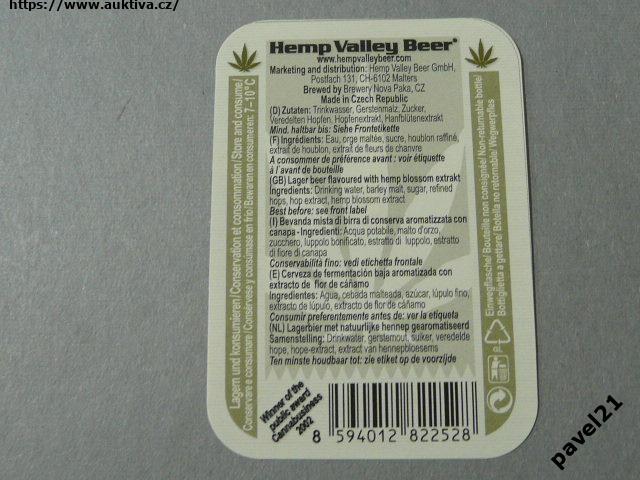 https://www.auktiva.cz/
Hemp Valley Beer®
www.hempvalleybeer.com
Marketing and distribution: Hemp Valley Beer GmbH,
Postfach 131, CH-6102 Malters
Brewed by Brewery Nova Paka, CZ
Made in Czech Republic
(D) Zutaten: Trinkwasser, Gerstenmalz, Zucker,
Veredelten Hopfen, Hopfenextrakt, Hanfblütenextrakt
Mind. haltbar bis: Siehe Frontetikette
(F) Ingrédients: Eau, orge maltée, sucre, houblon raffiné,
extrait de houblon, extrait de fleurs de chanvre
A consommer de préférence avant : voir étiquette
à l'avant de bouteille
(GB) Lager beer flavoured with hemp blossom extrakt
Ingredients: Drinking water, barley malt, sugar, refined
hops, hop extract, hemp blossom extract
Best before: see front label
(I) Bevanda mista di birra di conserva aromatizzata con
canapa - Ingredienti: Acqua potabile, malto d'orzo,
zucchero, luppolo bonificato, estratto di luppolo, estratto
di fiore di canapa
Conservabilità fino: vedi etichetta frontale
(E) Cerveza de fermentación baja aromatizada con
extracto de flor de cáñamo
Ingredientes: Agua, cebada malteada, azúcar, lúpulo fino,
extracto de lúpulo, extracto de flor de cáñamo
Consumir preferentemente antes de: ver la etiqueta
(NL) Lagerbier met natuurlijke hennep gearomatiseerd
Samenstelling: Drinkwater, gerstemout, suiker, veredelde
hope, hope-extract, extract van hennepbloesems
Ten minste houdbaar tot: zie etiket op de voorzijde
Lagern und konsumieren / Conservation et consommation / Store and consume /
Conservare e consumare / Consérvese y consúmase en frío / Bewaren en consumeren: 7–10°C
Einwegflasche / Bouteille non consignée / Non-returnable bottle /
Bottiglietta a gettare / Botella no retornable / Wegwerpfles
Winner of the
public award
Cannabusiness
2002
8 594012 822528
pavel21